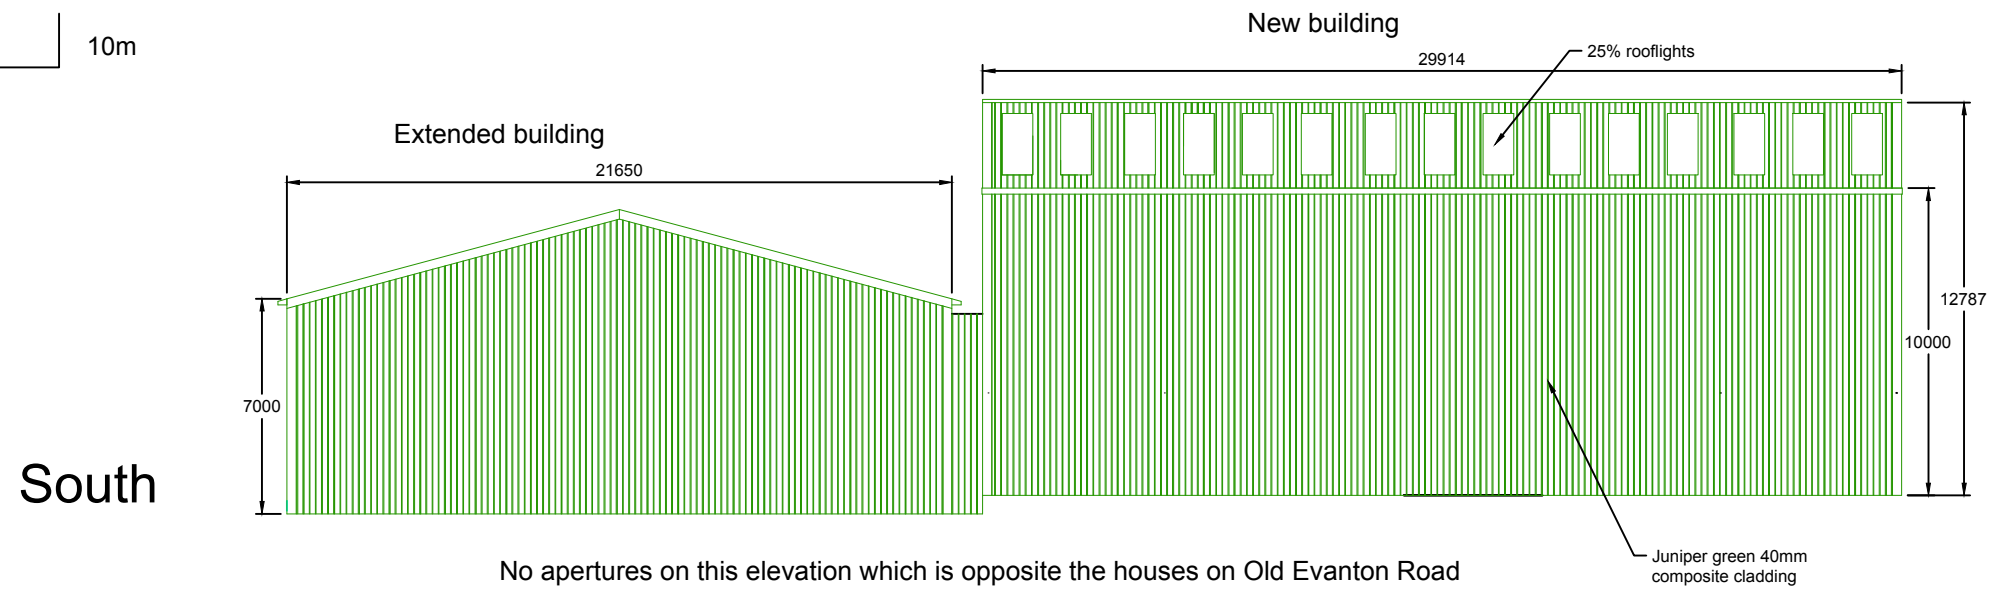 10m
New building
29914
25% rooflights
Extended building
21650
12787
10000
7000
South
No apertures on this elevation which is opposite the houses on Old Evanton Road
Juniper green 40mm
composite cladding